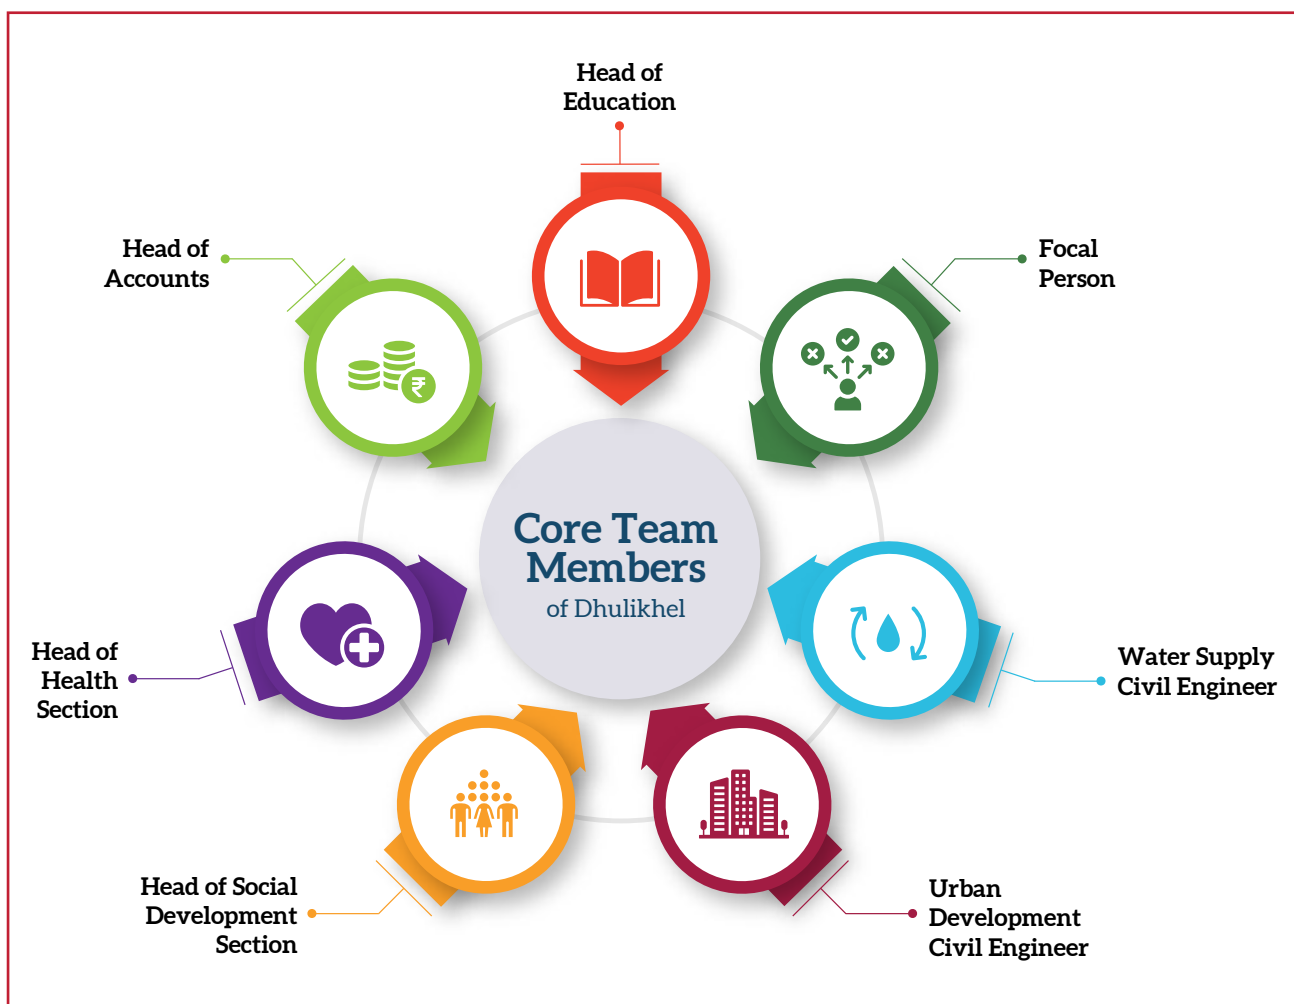 Head of
Education
Head of
Accounts
Focal
Person
₹
Core Team
Members
of Dhulikhel
Head of
Health
Section
Water Supply
Civil Engineer
Head of Social
Development
Section
Urban
Development
Civil Engineer